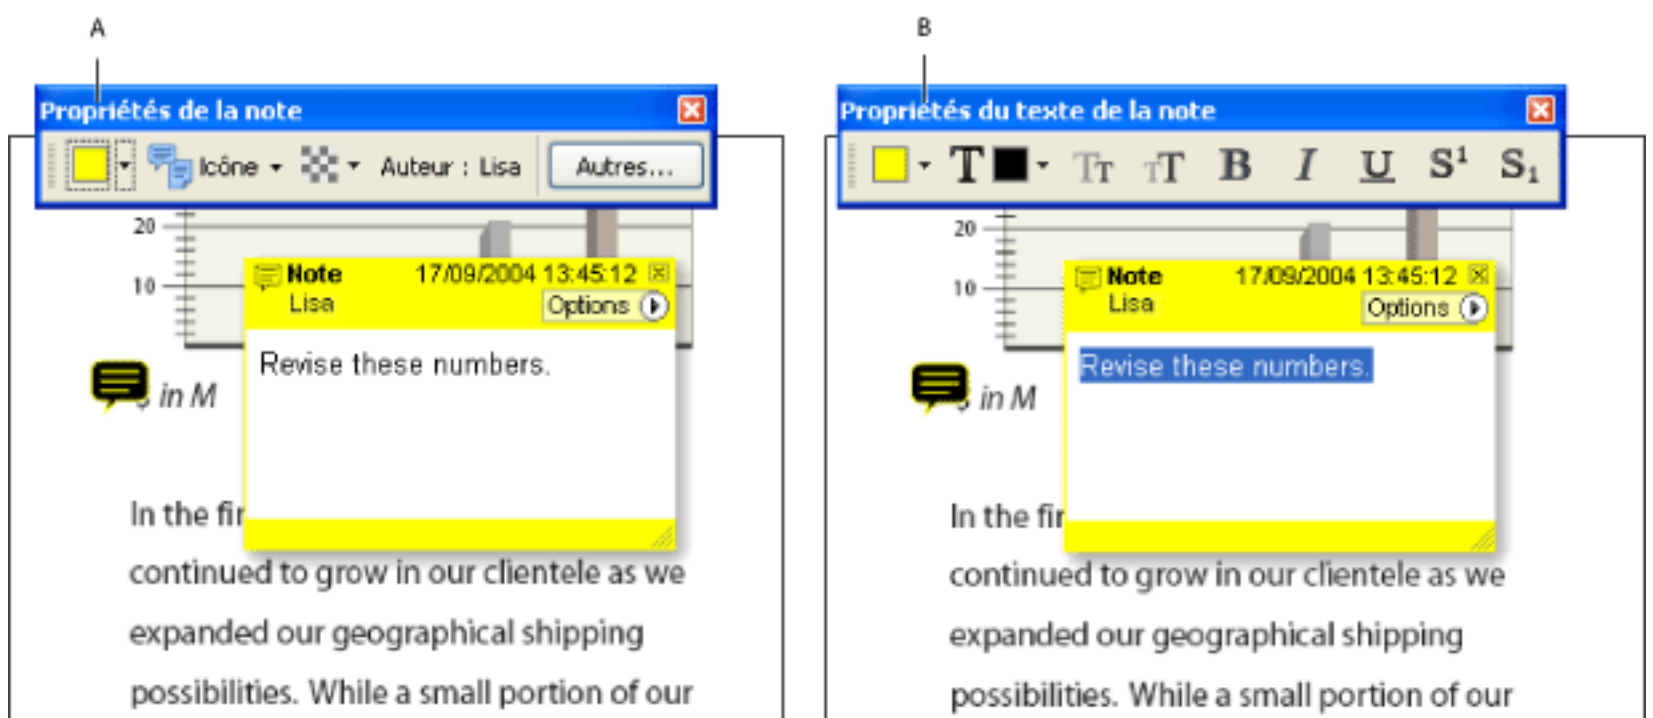 A
Propriétés de la note
Icône
Auteur : Lisa
Autres...
20
10
Note 17/09/2004 13:45:12
Lisa Options
Revise these numbers.
$ in M
In the fir
continued to grow in our clientele as we
expanded our geographical shipping
possibilities. While a small portion of our
B
Propriétés du texte de la note
T TT TT B I U S¹ S₁
20
10
Note 17/09/2004 13:45:12
Lisa Options
Revise these numbers.
$ in M
In the fir
continued to grow in our clientele as we
expanded our geographical shipping
possibilities. While a small portion of our